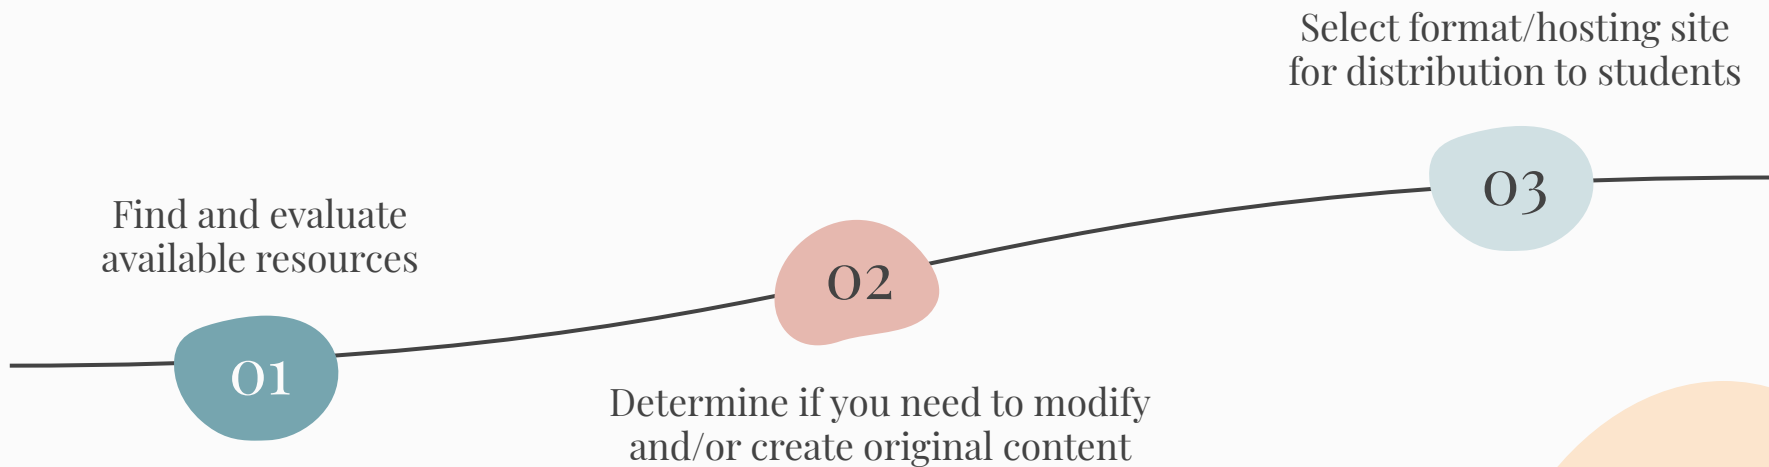 Find and evaluate
available resources
01
02
Determine if you need to modify
and/or create original content
Select format/hosting site
for distribution to students
03